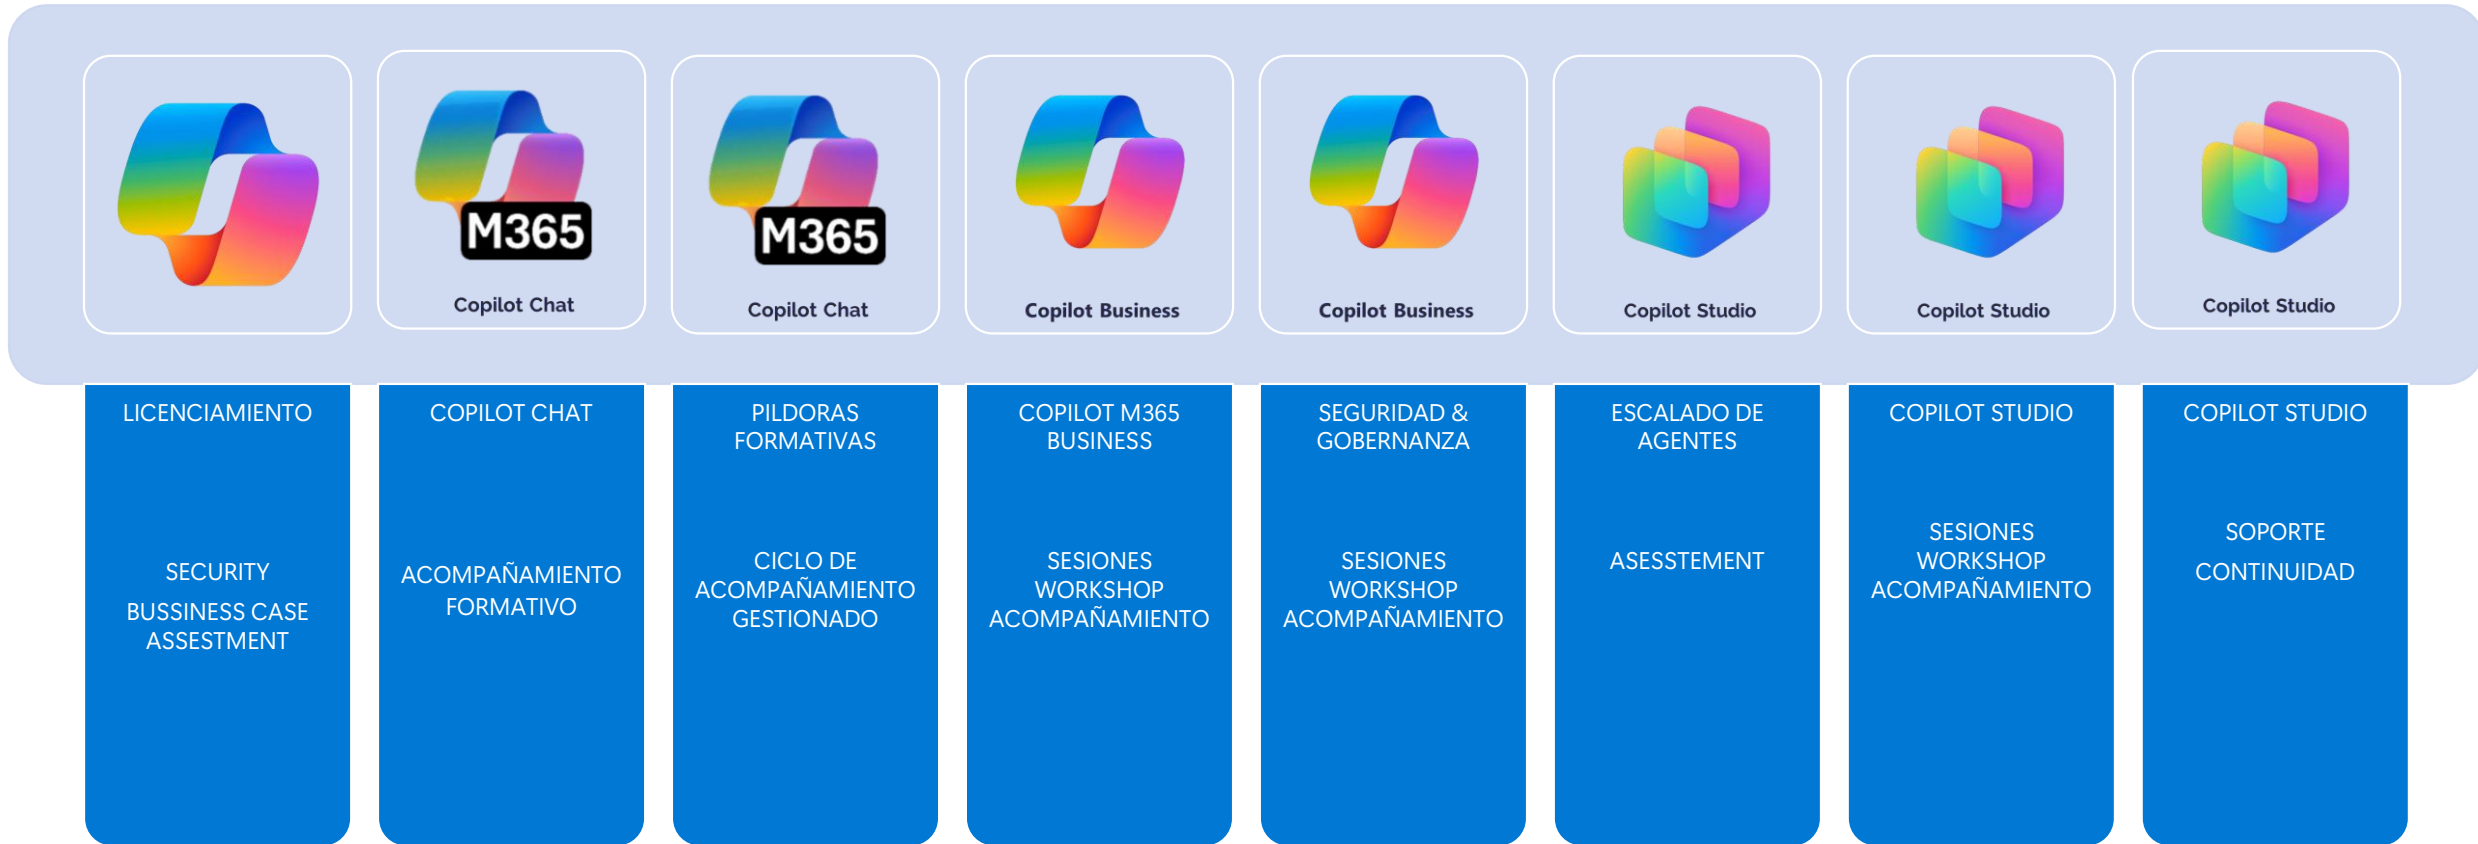 M365
Copilot Chat
M365
Copilot Chat
Copilot Business
Copilot Business
Copilot Studio
Copilot Studio
Copilot Studio
LICENCIAMIENTO
SECURITY
BUSSINESS CASE
ASSESTMENT
COPILOT CHAT
ACOMPAÑAMIENTO
FORMATIVO
PILDORAS
FORMATIVAS
CICLO DE
ACOMPAÑAMIENTO
GESTIONADO
COPILOT M365
BUSINESS
SESIONES
WORKSHOP
ACOMPAÑAMIENTO
SEGURIDAD &
GOBERNANZA
SESIONES
WORKSHOP
ACOMPAÑAMIENTO
ESCALADO DE
AGENTES
ASESSTEMENT
COPILOT STUDIO
SESIONES
WORKSHOP
ACOMPAÑAMIENTO
COPILOT STUDIO
SOPORTE
CONTINUIDAD